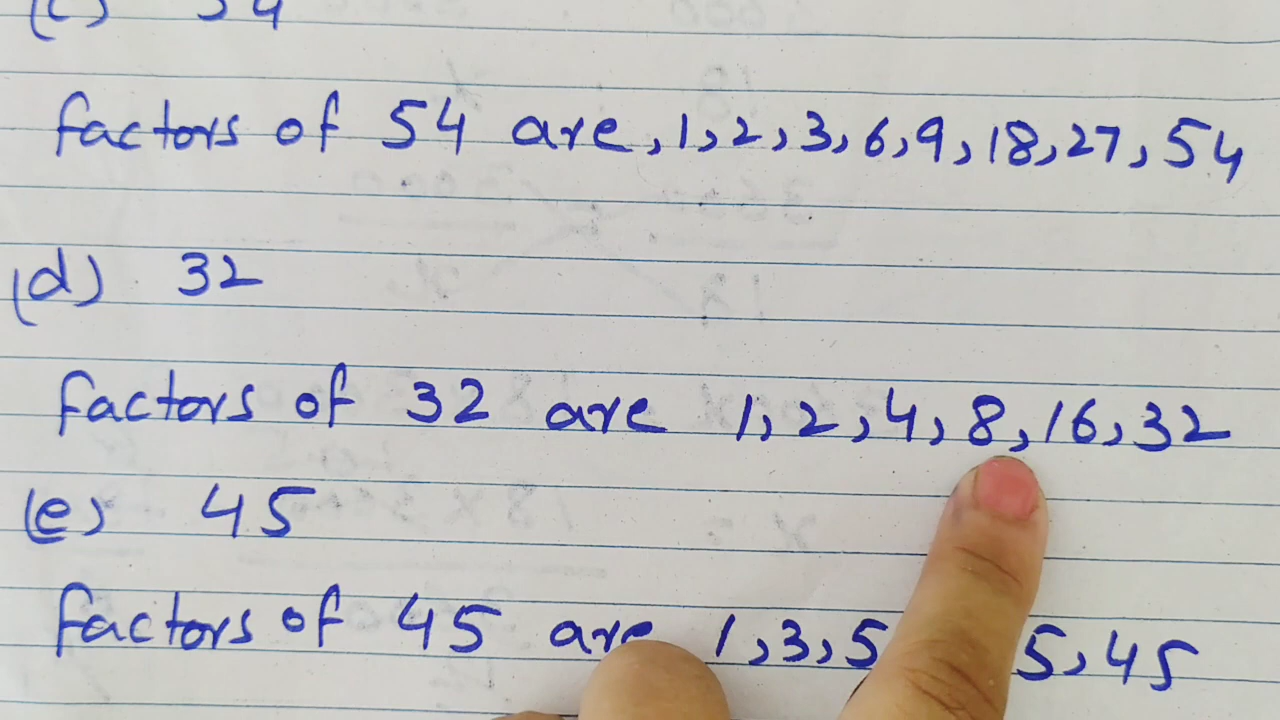 (c) 54
factors of 54 are, 1, 2, 3, 6, 9, 18, 27, 54
(d) 32
factors of 32 are 1, 2, 4, 8, 16, 32
(e) 45
factors of 45 are 1, 3, 5 5, 45